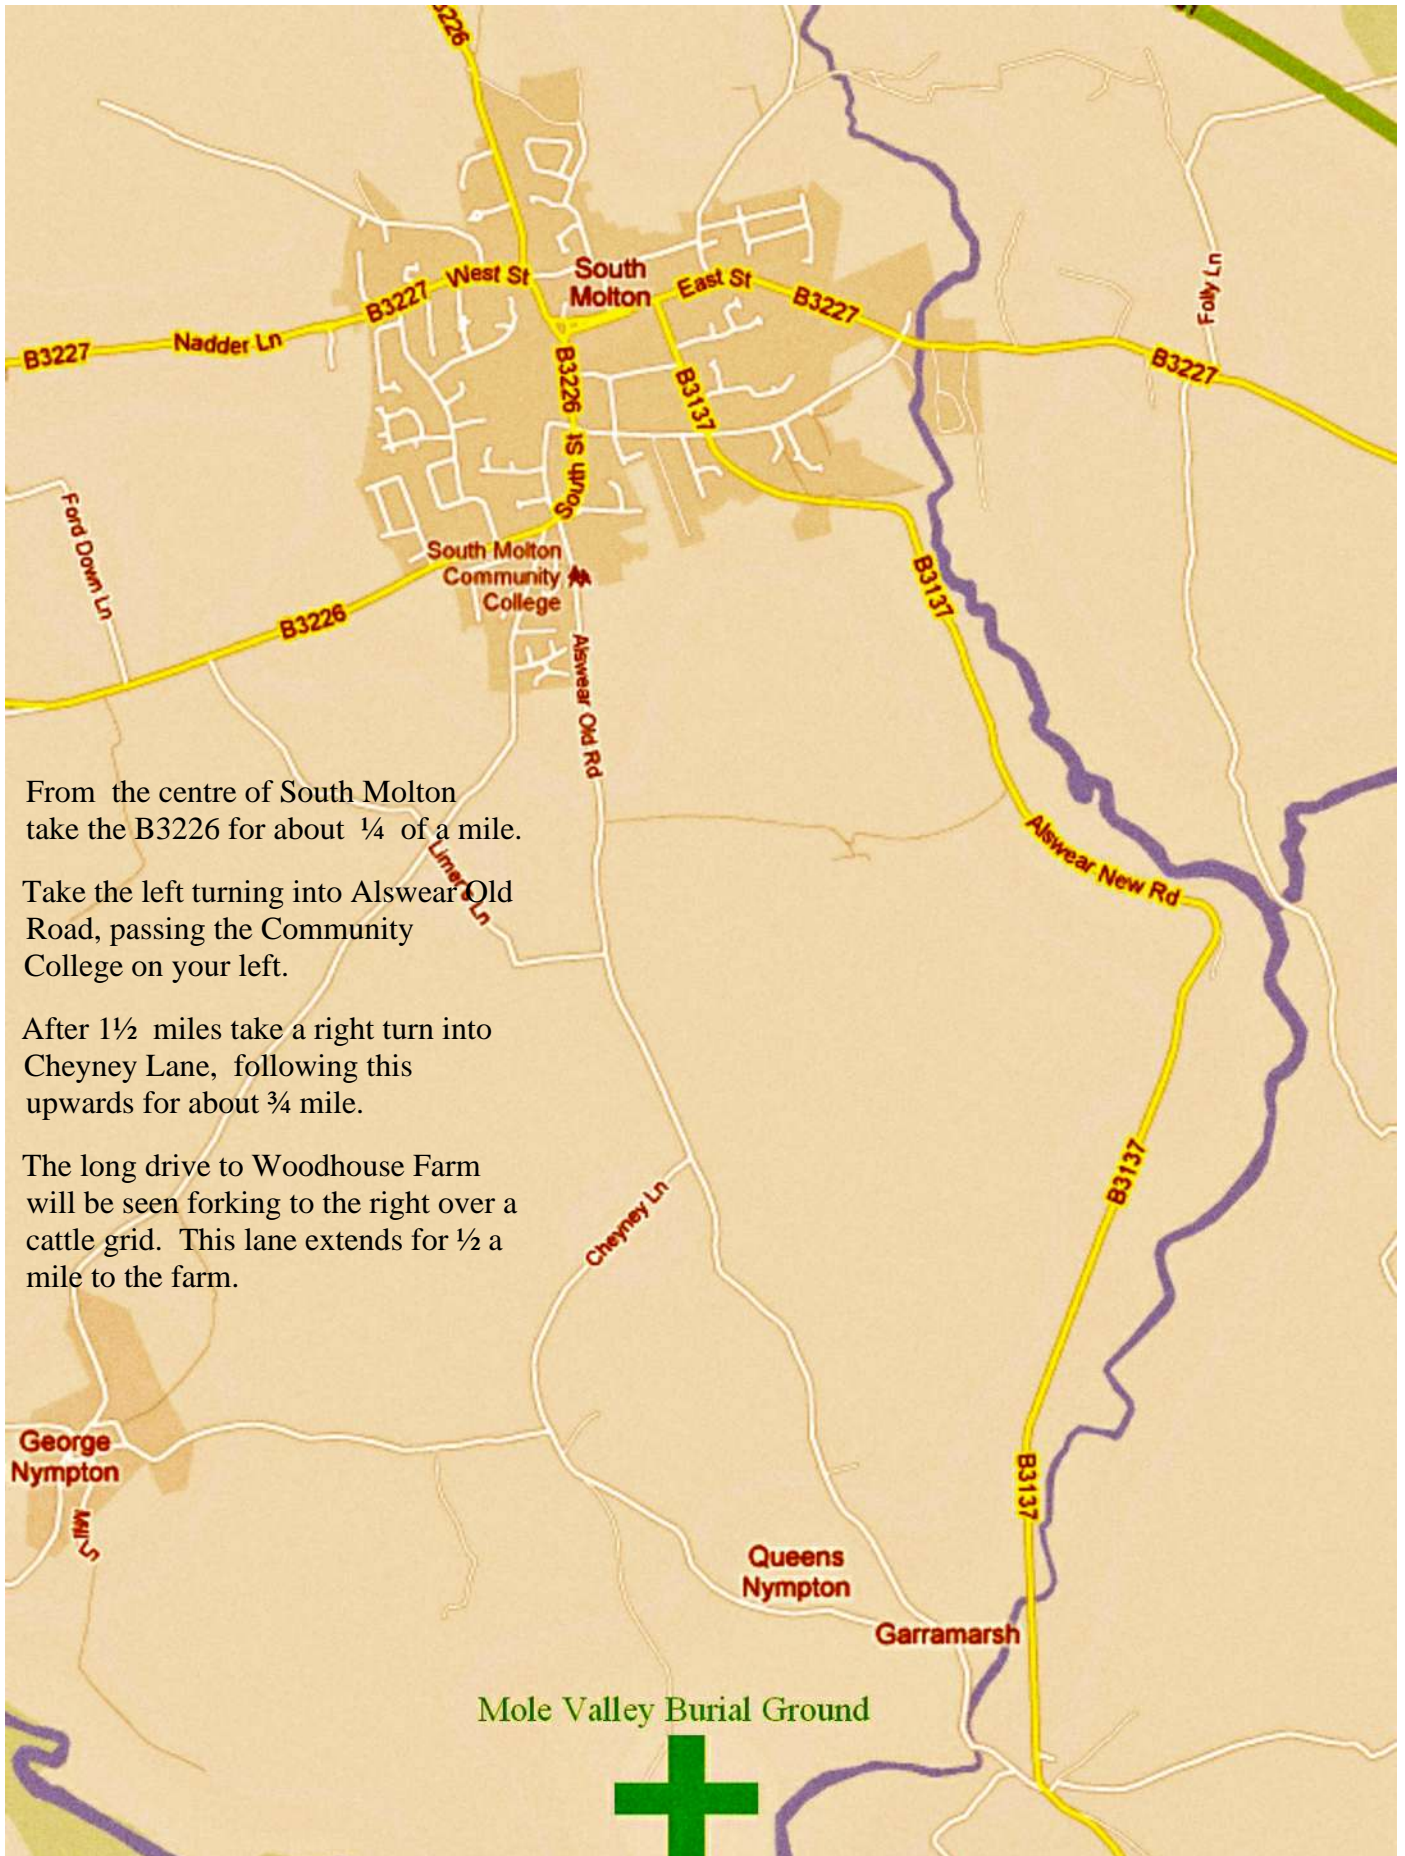 B3226
South
Molton
West St
East St
B3227
B3227
Nadder Ln
B3227
B3227
Folly Ln
B3226
B3137
South St
Ford Down Ln
South Molton
Community
College
B3226
B3137
Alswear Old Rd
From the centre of South Molton
take the B3226 for about ¼ of a mile.
Take the left turning into Alswear Old
Road, passing the Community
College on your left.
After 1½ miles take a right turn into
Cheyney Lane, following this
upwards for about ¾ mile.
The long drive to Woodhouse Farm
will be seen forking to the right over a
cattle grid. This lane extends for ½ a
mile to the farm.
Limers Ln
Alswear New Rd
Cheyney Ln
B3137
George
Nympton
Mill Ln
B3137
Queens
Nympton
Garramarsh
Mole Valley Burial Ground